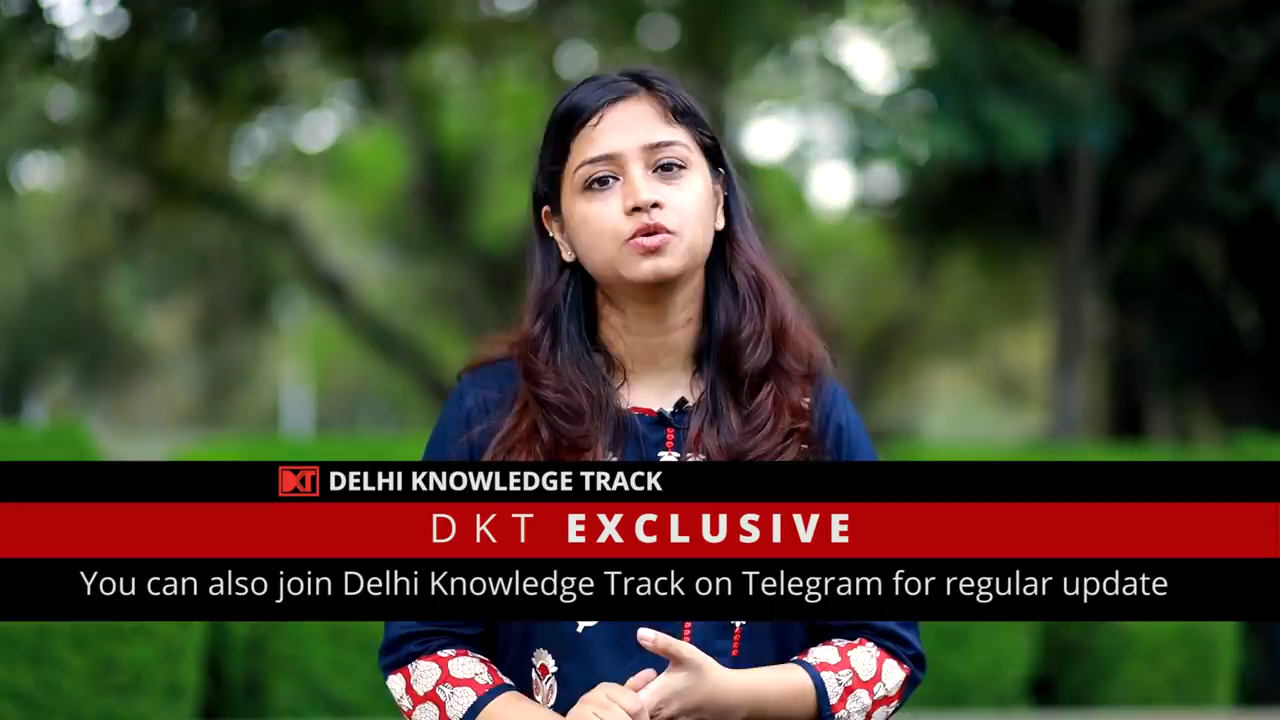 DKT DELHI KNOWLEDGE TRACK
DKT EXCLUSIVE
You can also join Delhi Knowledge Track on Telegram for regular update